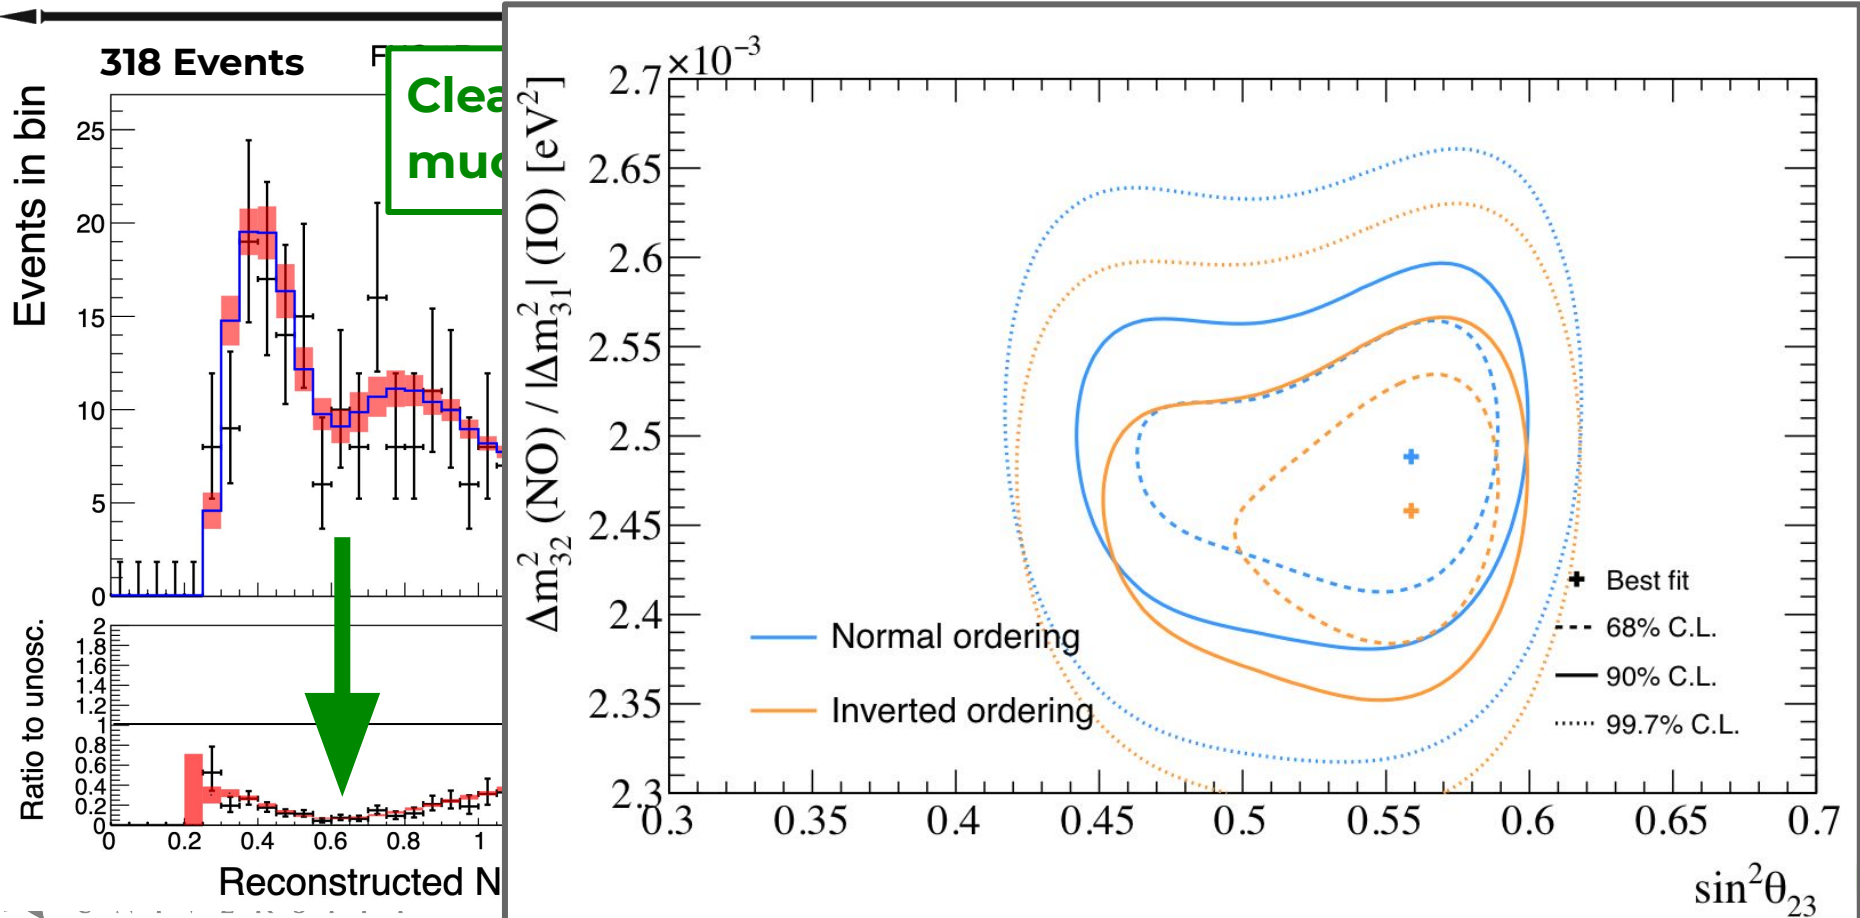 318 Events
Clea
muc
Events in bin
25
20
15
10
5
0
Ratio to unosc.
2
1.8
1.6
1.4
1.2
1
0.8
0.6
0.4
0.2
0
0 0.2 0.4 0.6 0.8 1
Reconstructed N
×10⁻³
Δm²₃₂ (NO) / |Δm²₃₁| (IO) [eV²]
2.7
2.65
2.6
2.55
2.5
2.45
2.4
2.35
2.3
Normal ordering
Inverted ordering
Best fit
68% C.L.
90% C.L.
99.7% C.L.
0.3 0.35 0.4 0.45 0.5 0.55 0.6 0.65 0.7
sin²θ₂₃